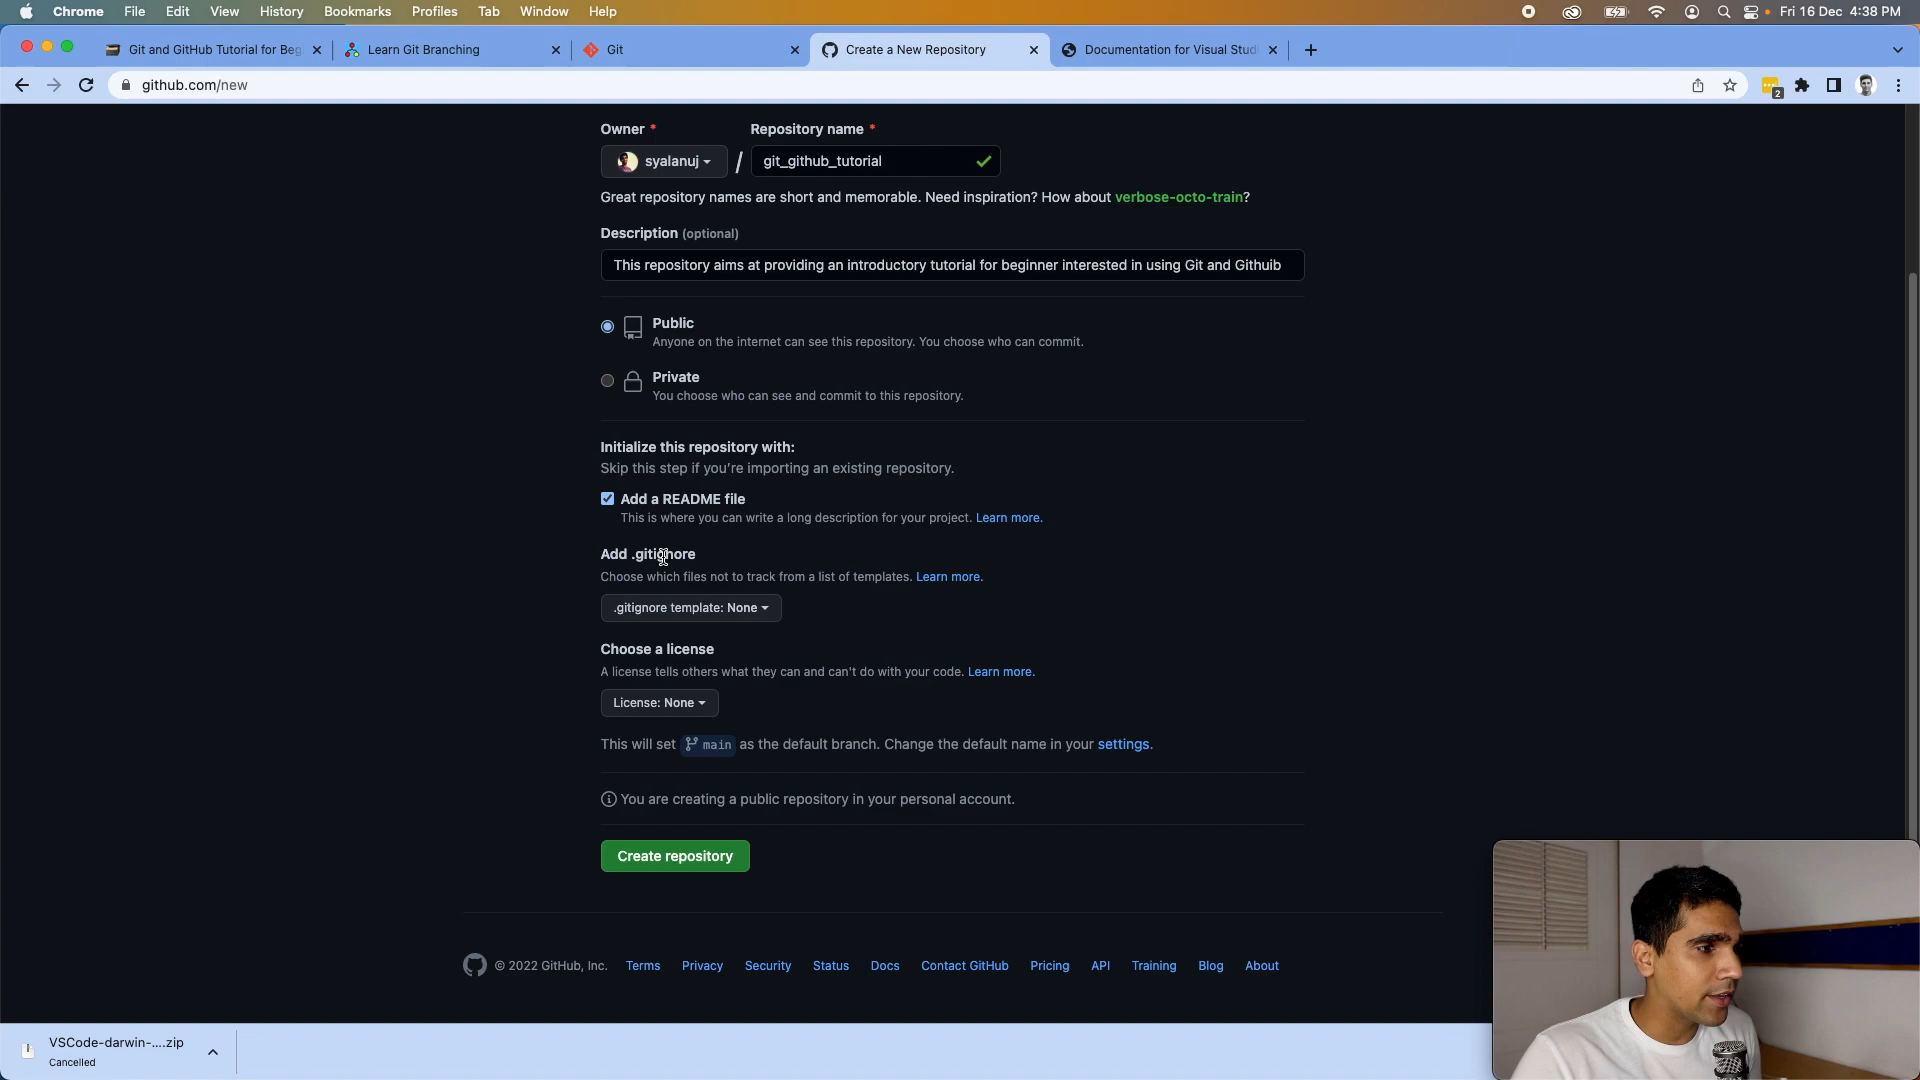 Chrome File Edit View History Bookmarks Profiles Tab Window Help Fri 16 Dec 4:38 PM
Git and GitHub Tutorial for Beg Learn Git Branching Git Create a New Repository Documentation for Visual Stud
github.com/new
2
Owner * Repository name *
syalanuj / git_github_tutorial
Great repository names are short and memorable. Need inspiration? How about verbose-octo-train?
Description (optional)
This repository aims at providing an introductory tutorial for beginner interested in using Git and Githuib
Public
Anyone on the internet can see this repository. You choose who can commit.
Private
You choose who can see and commit to this repository.
Initialize this repository with:
Skip this step if you're importing an existing repository.
Add a README file
This is where you can write a long description for your project. Learn more.
Add .gitignore
Choose which files not to track from a list of templates. Learn more.
.gitignore template: None
Choose a license
A license tells others what they can and can't do with your code. Learn more.
License: None
This will set main as the default branch. Change the default name in your settings.
You are creating a public repository in your personal account.
Create repository
© 2022 GitHub, Inc. Terms Privacy Security Status Docs Contact GitHub Pricing API Training Blog About
VSCode-darwin-....zip
Cancelled